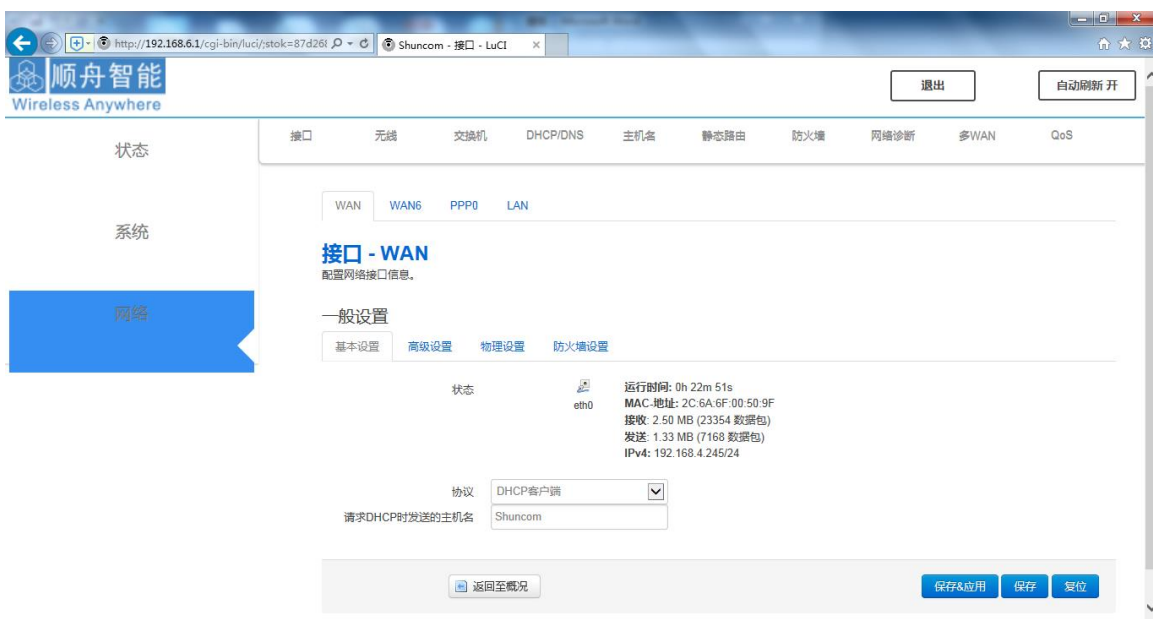 http://192.168.6.1/cgi-bin/luci/;stok=87d268
Shuncom - 接口 - LuCI
顺舟智能
Wireless Anywhere
退出
自动刷新 开
状态
系统
网络
接口 无线 交换机 DHCP/DNS 主机名 静态路由 防火墙 网络诊断 多WAN QoS
WAN WAN6 PPP0 LAN
接口 - WAN
配置网络接口信息。
一般设置
基本设置 高级设置 物理设置 防火墙设置
状态
eth0
运行时间: 0h 22m 51s
MAC-地址: 2C:6A:6F:00:50:9F
接收: 2.50 MB (23354 数据包)
发送: 1.33 MB (7168 数据包)
IPv4: 192.168.4.245/24
协议 DHCP客户端
请求DHCP时发送的主机名 Shuncom
返回至概况 保存&应用 保存 复位